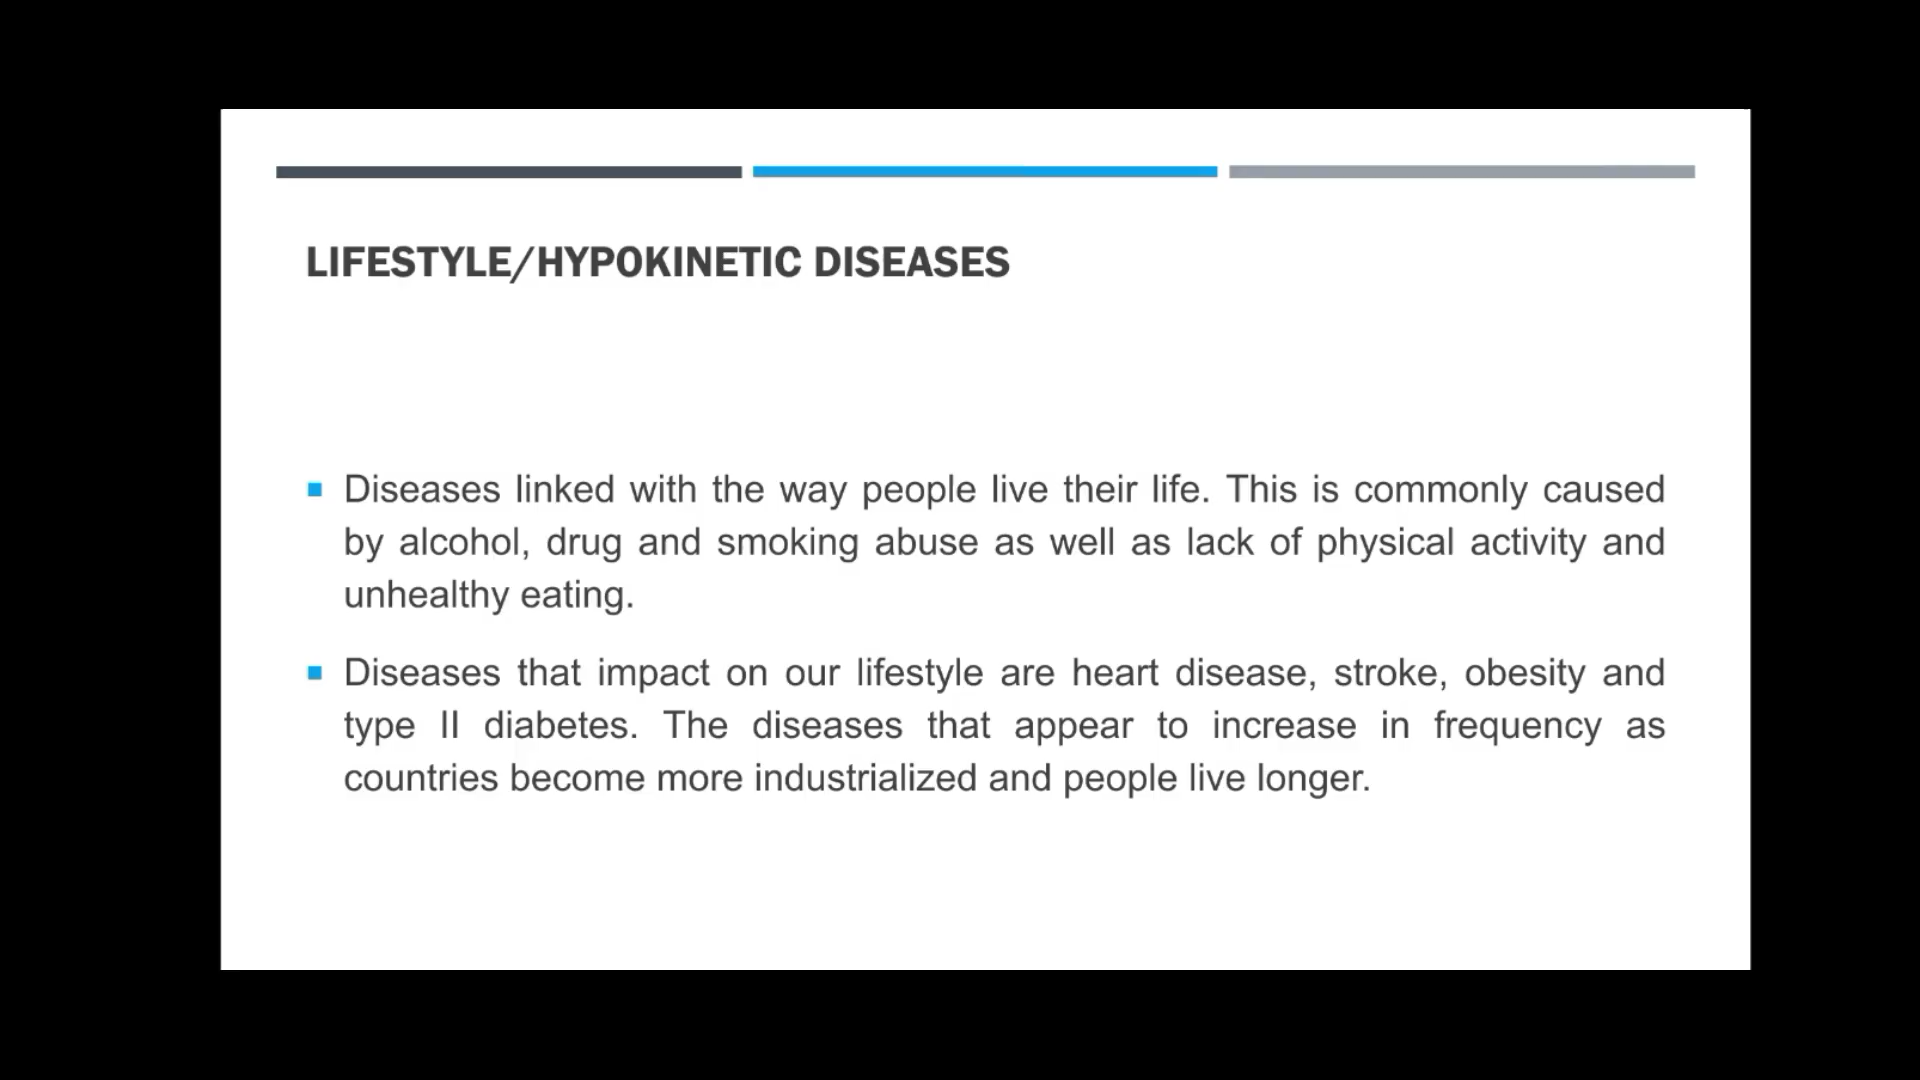 LIFESTYLE/HYPOKINETIC DISEASES
Diseases linked with the way people live their life. This is commonly caused
by alcohol, drug and smoking abuse as well as lack of physical activity and
unhealthy eating.
Diseases that impact on our lifestyle are heart disease, stroke, obesity and
type II diabetes. The diseases that appear to increase in frequency as
countries become more industrialized and people live longer.